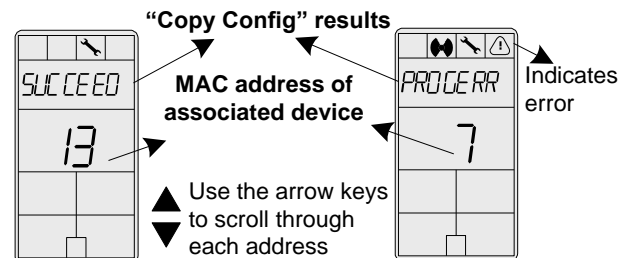 “Copy Config” results
SUCCEED
PROGERR
Indicates
error
MAC address of
associated device
13
7
Use the arrow keys
to scroll through
each address